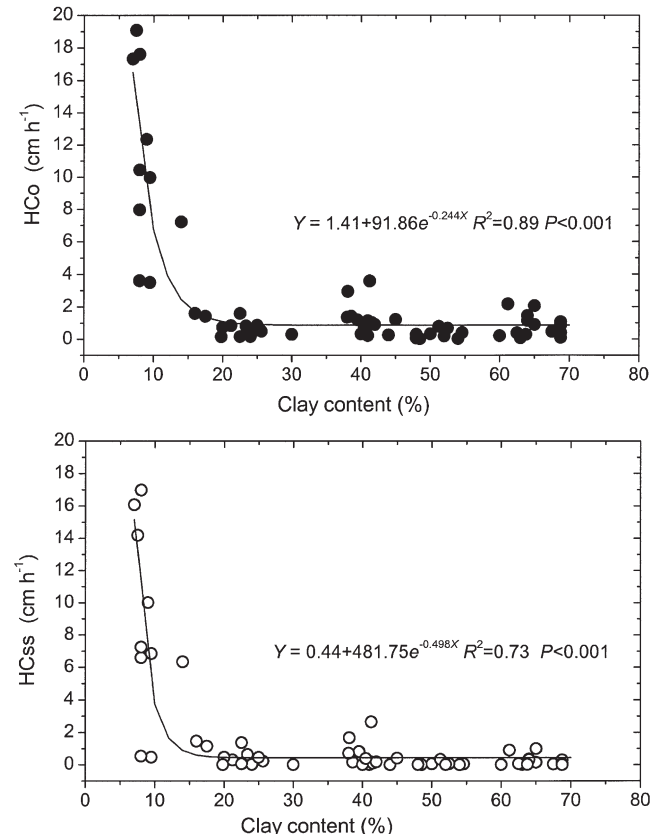 20
18
16
14
12
10
8
6
4
2
0
HCo (cm h⁻¹)
Y = 1.41+91.86e⁻⁰·²⁴⁴ˣ R²=0.89 P<0.001
0 10 20 30 40 50 60 70 80
Clay content (%)
20
18
16
14
12
10
8
6
4
2
0
HCss (cm h⁻¹)
Y = 0.44+481.75e⁻⁰·⁴⁹⁸ˣ R²=0.73 P<0.001
0 10 20 30 40 50 60 70 80
Clay content (%)